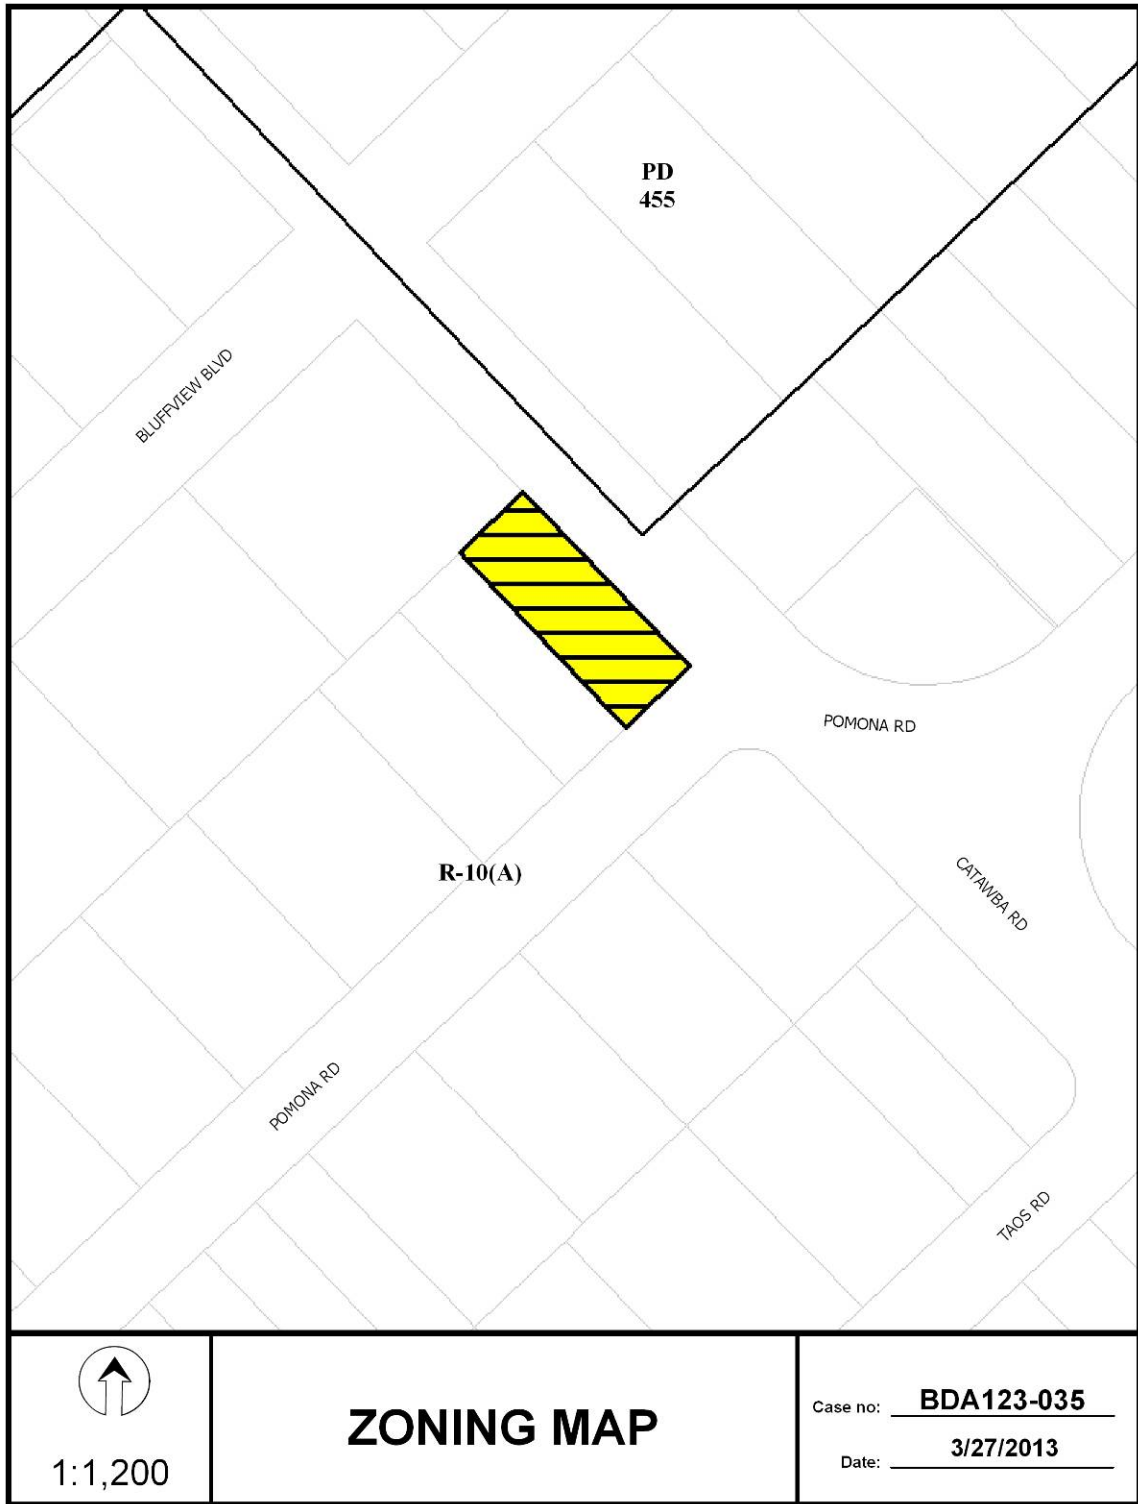 PD
455
BLUFFVIEW BLVD
POMONA RD
CATAWBA RD
R-10(A)
POMONA RD
TAOS RD
1:1,200
ZONING MAP
Case no: BDA123-035
Date: 3/27/2013